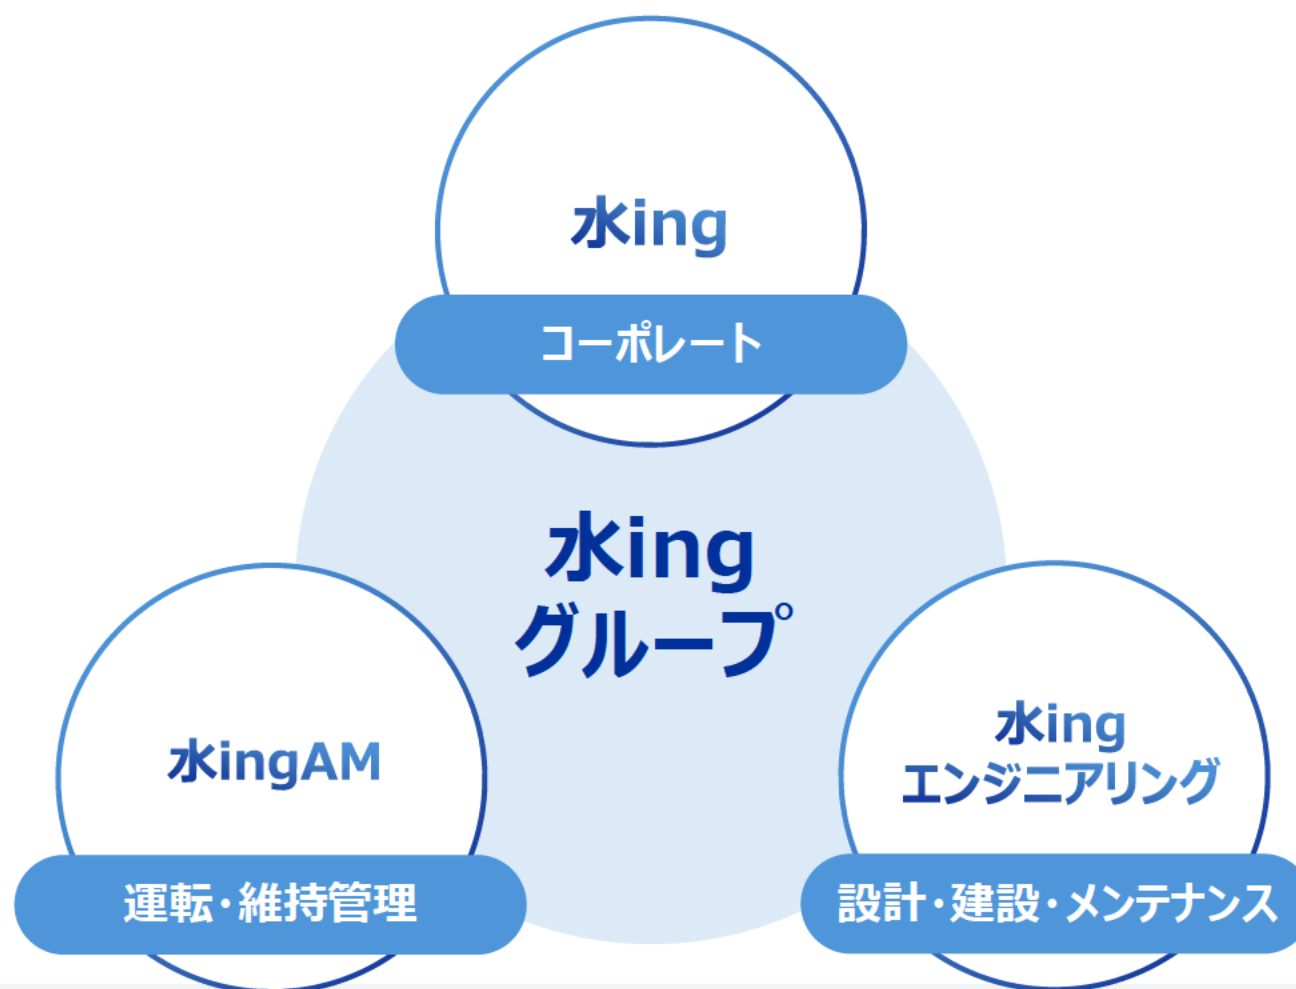 水ing
コーポレート
水ing
グループ
水ingAM
運転・維持管理
水ing
エンジニアリング
設計・建設・メンテナンス